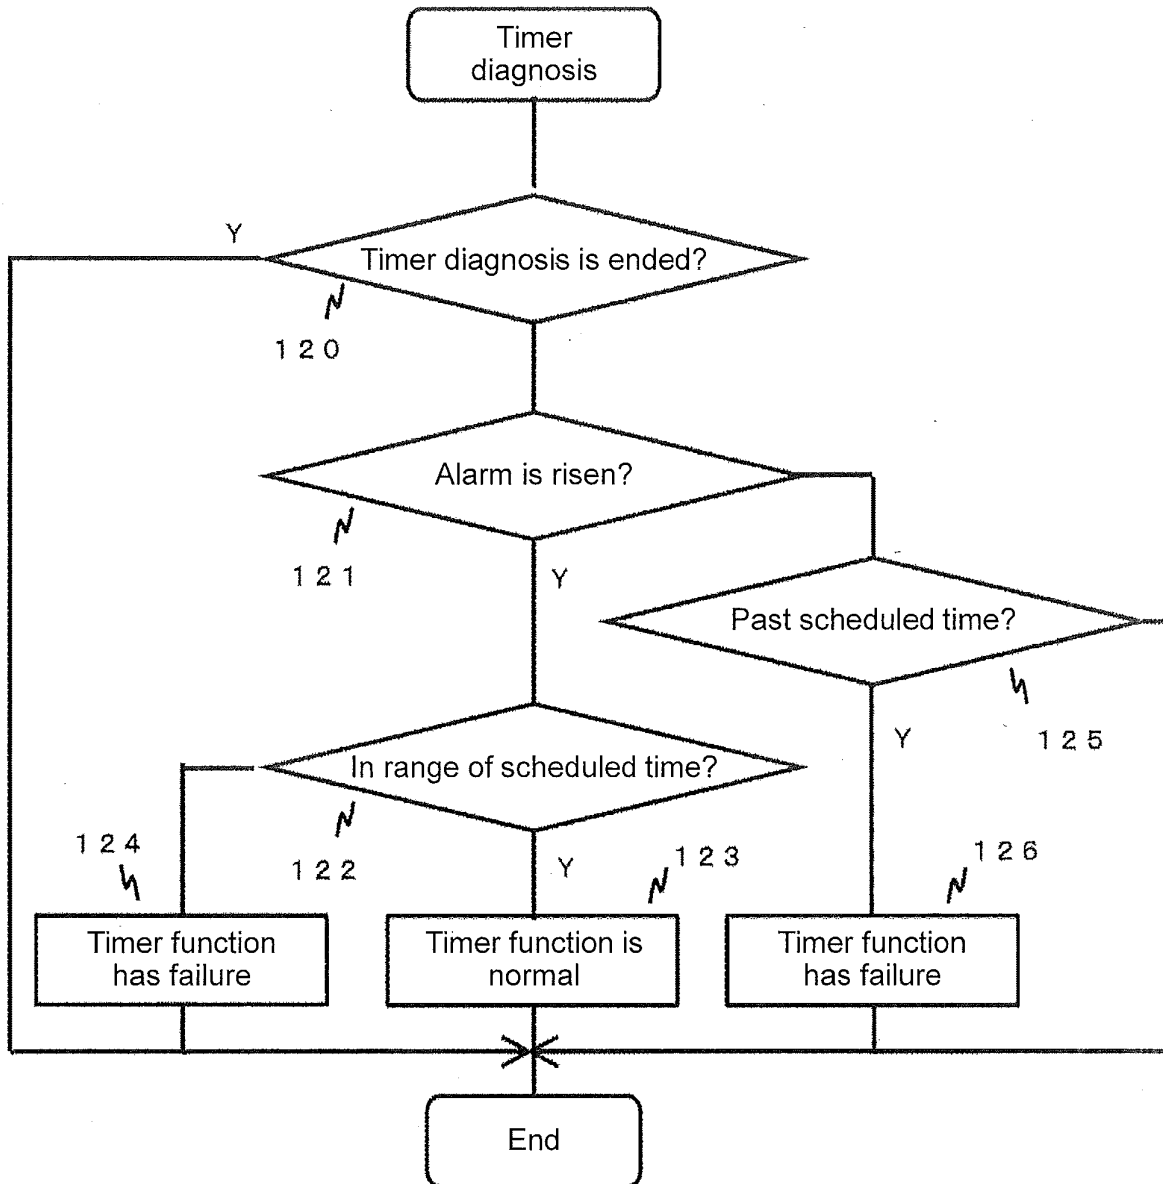 Timer
diagnosis
Y
Timer diagnosis is ended?
120
Alarm is risen?
121
Y
Past scheduled time?
125
Y
In range of scheduled time?
122
Y
124
123
126
Timer function
has failure
Timer function is
normal
Timer function
has failure
End